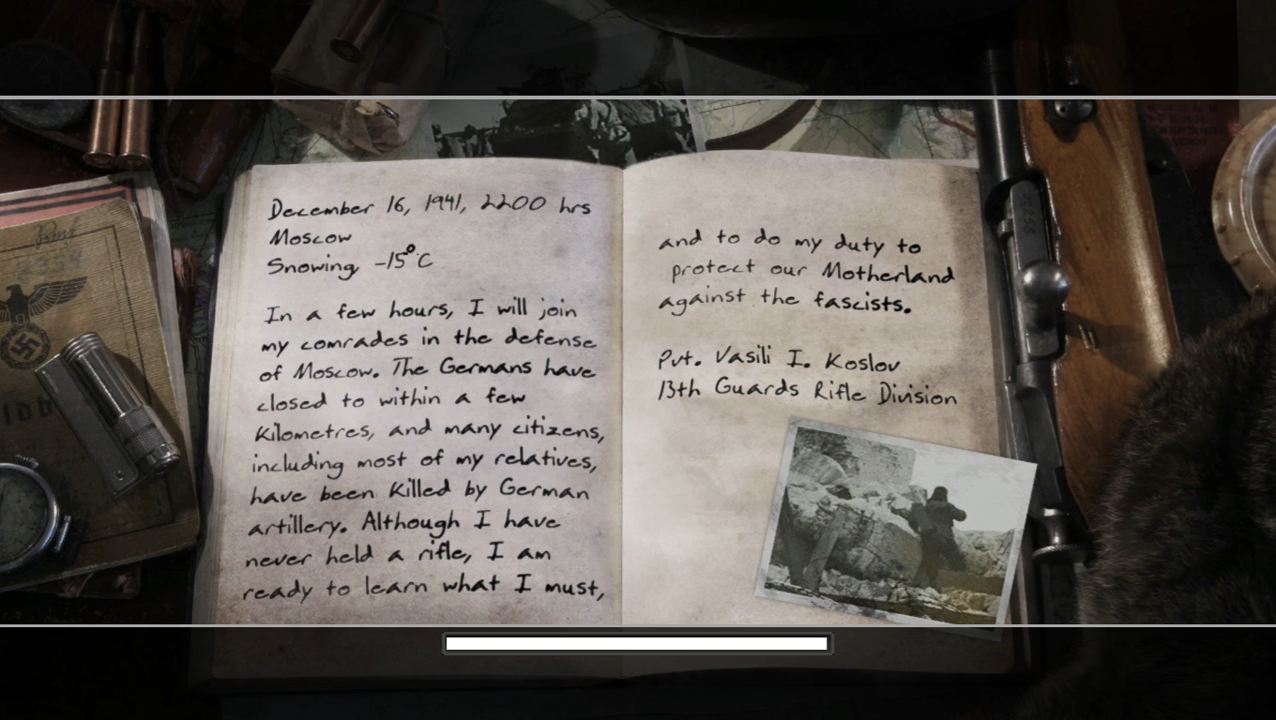 December 16, 1941, 2200 hrs
Moscow
Snowing, -15°C
In a few hours, I will join
my comrades in the defense
of Moscow. The Germans have
closed to within a few
kilometres, and many citizens,
including most of my relatives,
have been killed by German
artillery. Although I have
never held a rifle, I am
ready to learn what I must,
and to do my duty to
protect our Motherland
against the fascists.
Pvt. Vasili I. Koslov
13th Guards Rifle Division